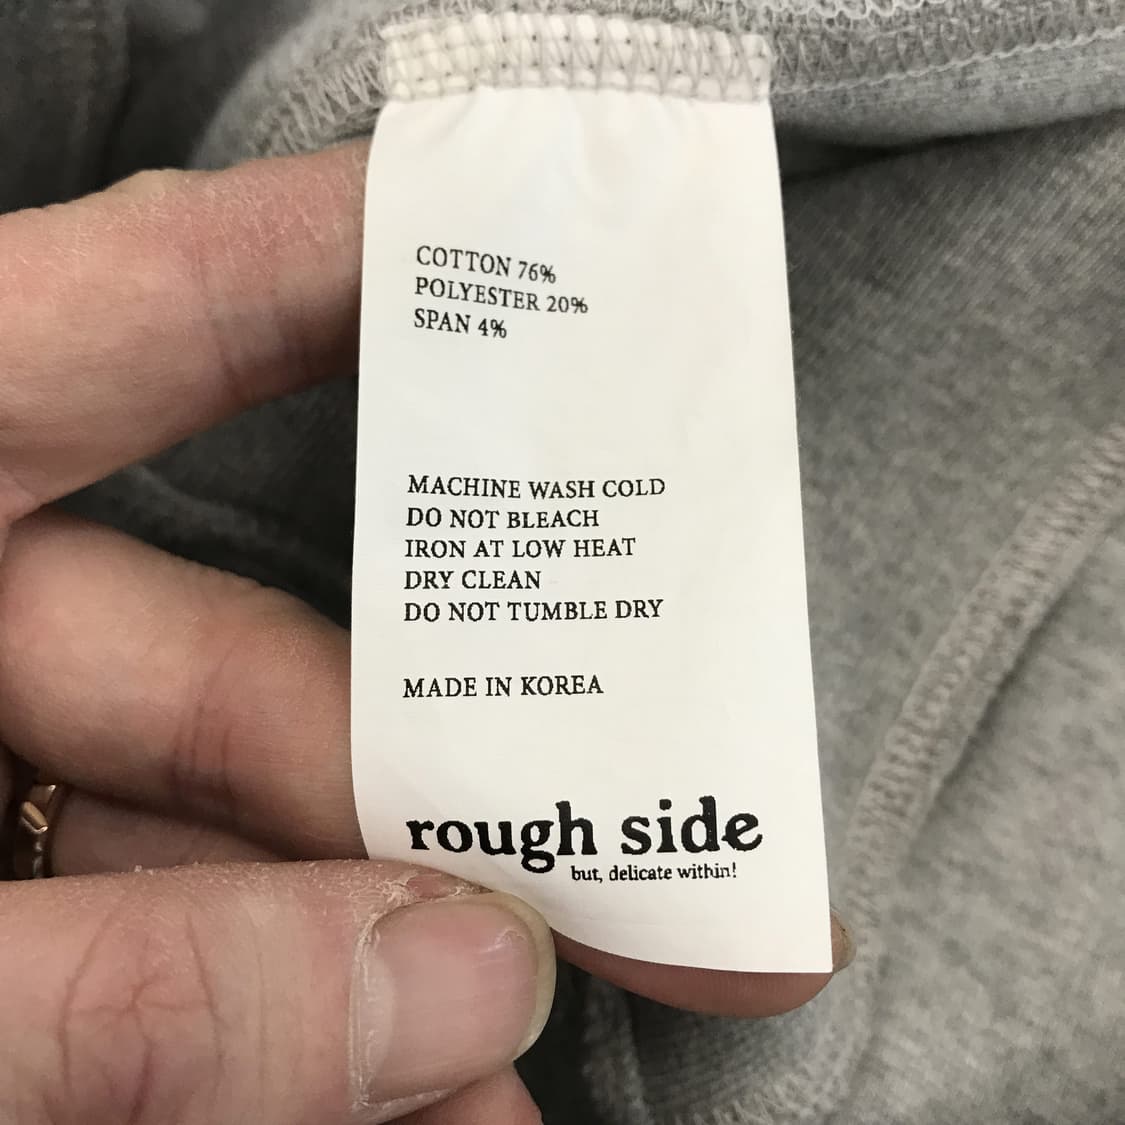 COTTON 76%
POLYESTER 20%
SPAN 4%
MACHINE WASH COLD
DO NOT BLEACH
IRON AT LOW HEAT
DRY CLEAN
DO NOT TUMBLE DRY
MADE IN KOREA
rough side
but, delicate within!